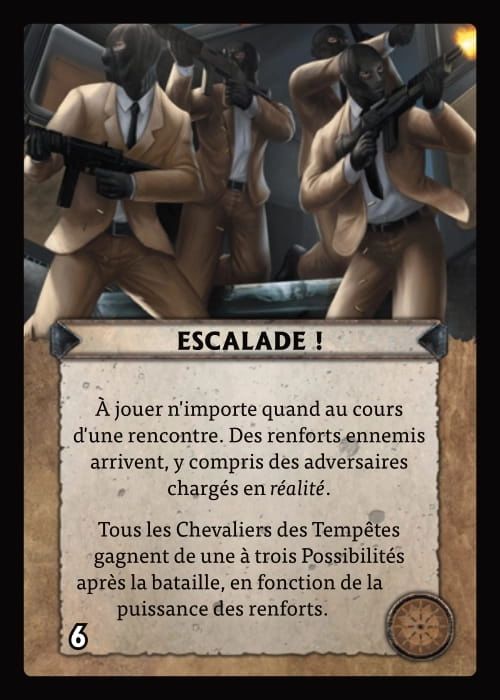 ESCALADE !
À jouer n'importe quand au cours
d'une rencontre. Des renforts ennemis
arrivent, y compris des adversaires
chargés en réalité.
Tous les Chevaliers des Tempêtes
gagnent de une à trois Possibilités
après la bataille, en fonction de la
puissance des renforts.
6